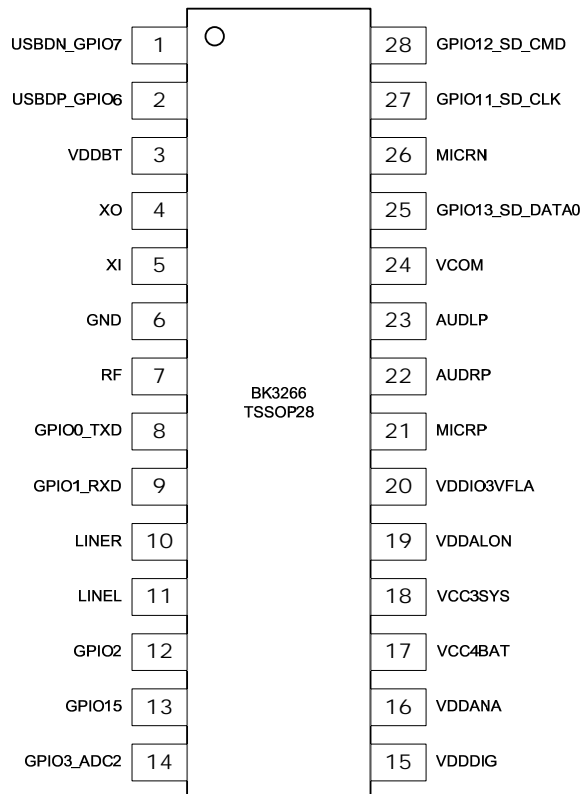 USBDN_GPIO7 1 28 GPIO12_SD_CMD
USBDP_GPIO6 2 27 GPIO11_SD_CLK
VDDBT 3 26 MICRN
XO 4 25 GPIO13_SD_DATA0
XI 5 24 VCOM
GND 6 23 AUDLP
RF 7 22 AUDRP
BK3266
TSSOP28
GPIO0_TXD 8 21 MICRP
GPIO1_RXD 9 20 VDDIO3VFLA
LINER 10 19 VDDALON
LINEL 11 18 VCC3SYS
GPIO2 12 17 VCC4BAT
GPIO15 13 16 VDDANA
GPIO3_ADC2 14 15 VDDDIG